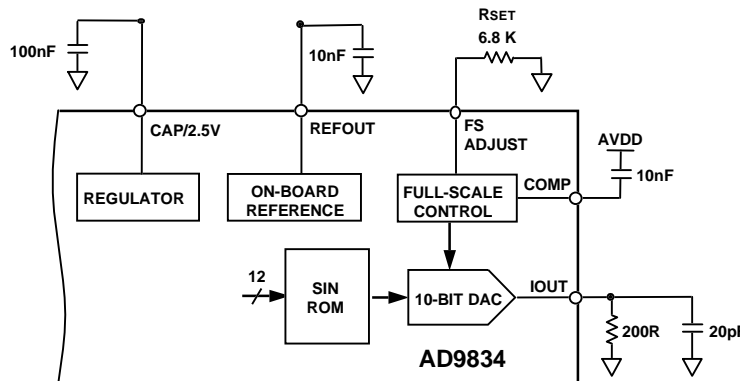 RSET
6.8 K
100nF
10nF
CAP/2.5V
REFOUT
FS
ADJUST
AVDD
10nF
COMP
REGULATOR
ON-BOARD
REFERENCE
FULL-SCALE
CONTROL
12
SIN
ROM
10-BIT DAC
IOUT
200R
20pF
AD9834